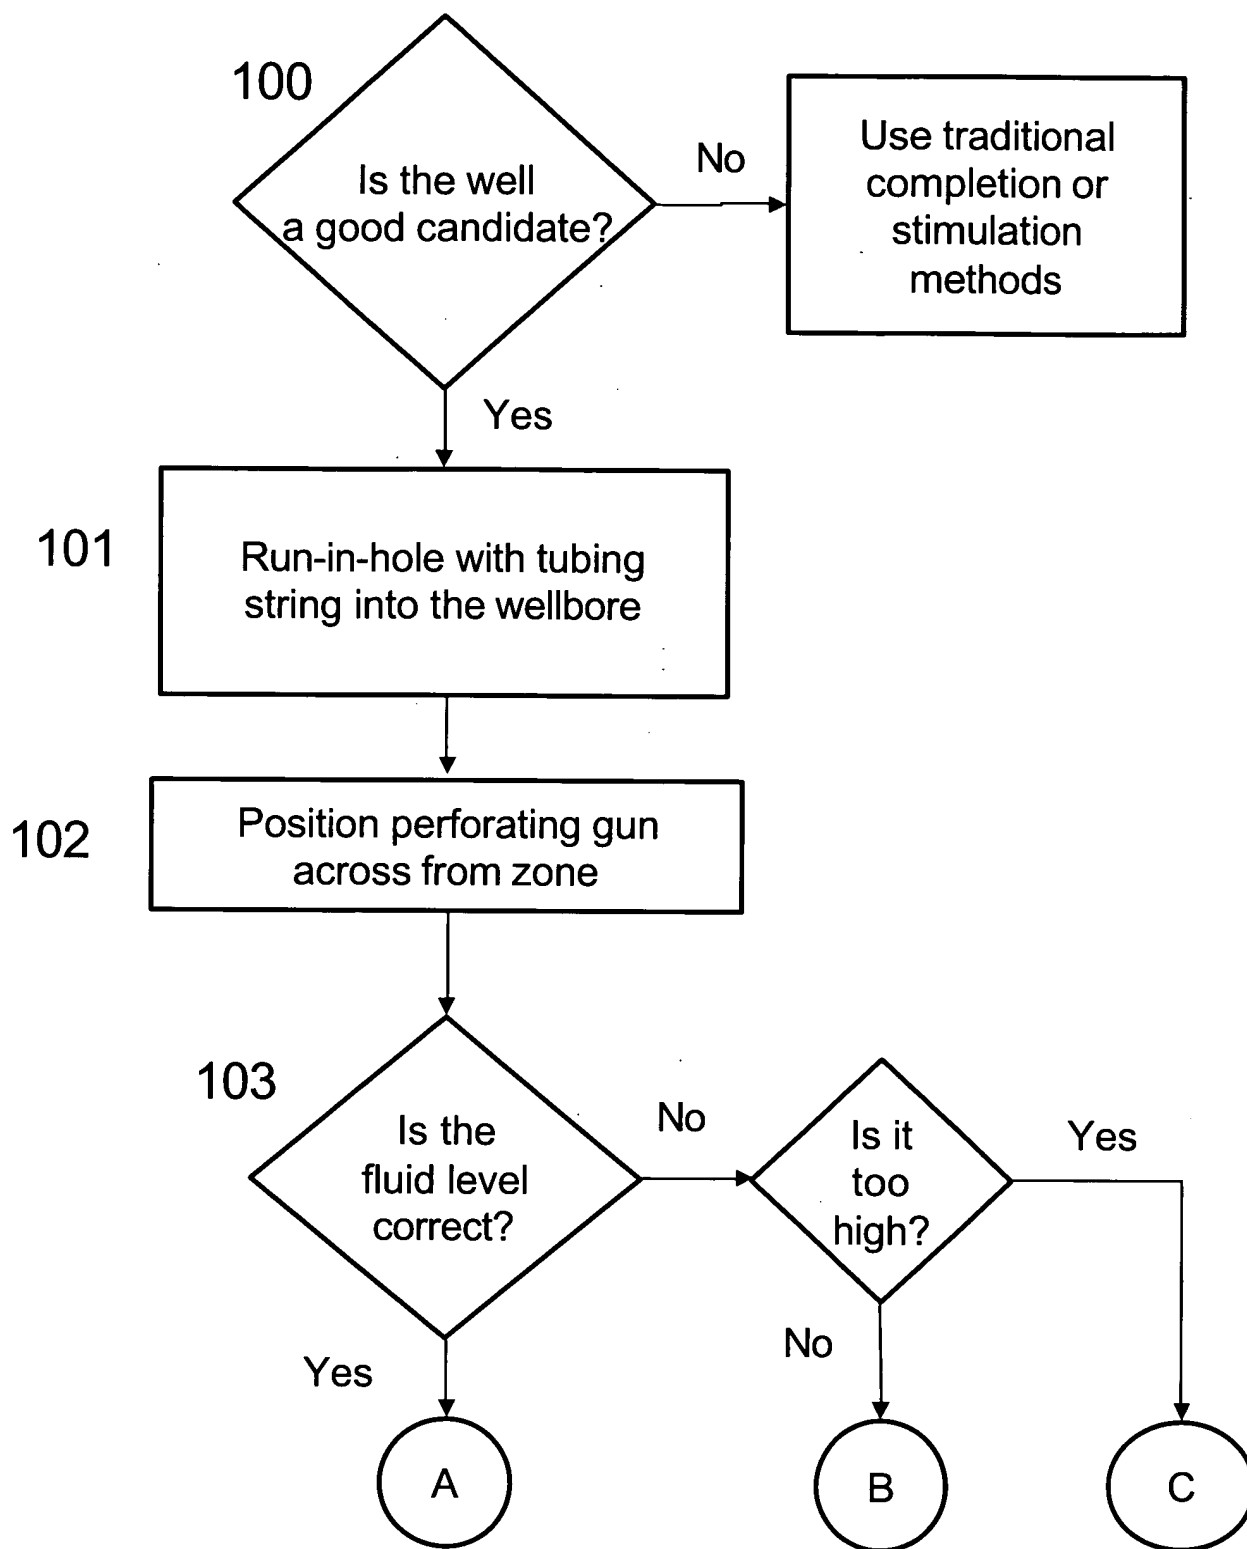 100
Is the well
a good candidate?
No
Use traditional
completion or
stimulation
methods
Yes
101
Run-in-hole with tubing
string into the wellbore
102
Position perforating gun
across from zone
103
Is the
fluid level
correct?
No
Is it
too
high?
Yes
Yes
No
A
B
C